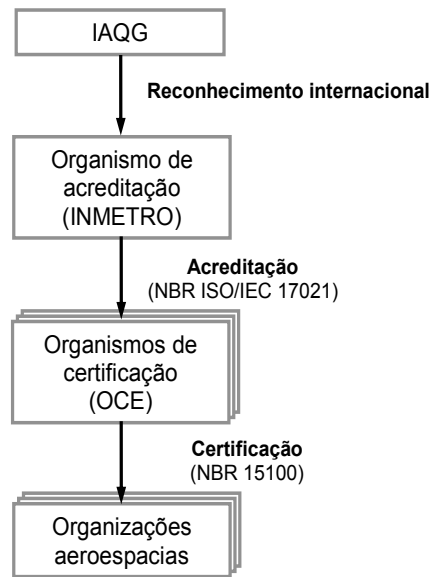 IAQG
Reconhecimento internacional
Organismo de
acreditação
(INMETRO)
Acreditação
(NBR ISO/IEC 17021)
Organismos de
certificação
(OCE)
Certificação
(NBR 15100)
Organizações
aeroespacias